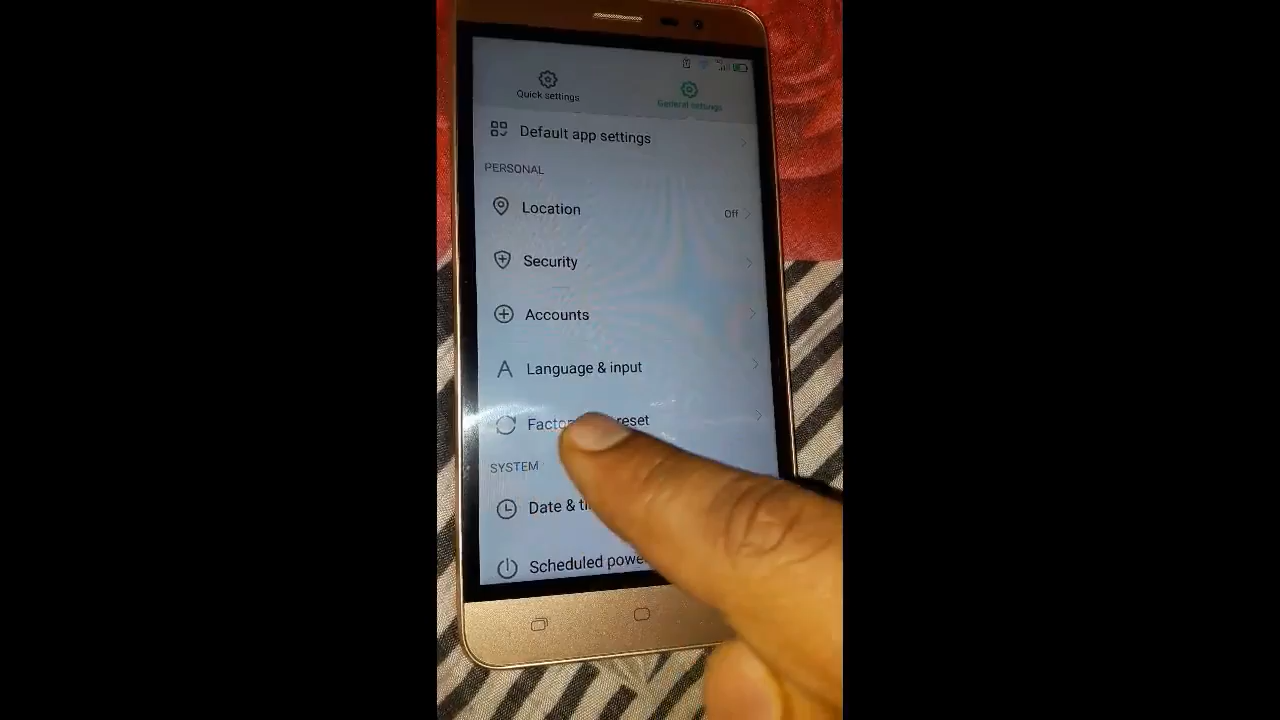 Quick settings
General settings
Default app settings
PERSONAL
Location
Off
Security
Accounts
Language & input
Factor reset
SYSTEM
Date & ti
Scheduled powe